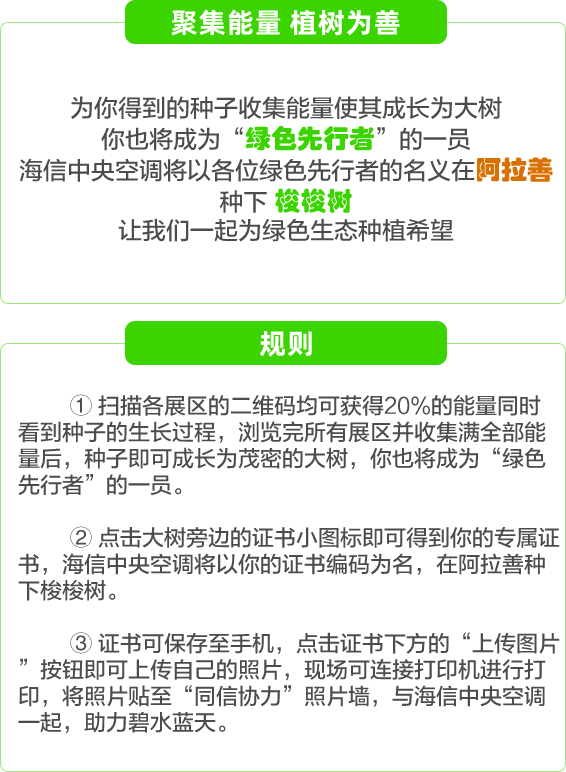 聚集能量 植树为善
为你得到的种子收集能量使其成长为大树
你也将成为“绿色先行者”的一员
海信中央空调将以各位绿色先行者的名义在阿拉善
种下 梭梭树
让我们一起为绿色生态种植希望
规则
① 扫描各展区的二维码均可获得20%的能量同时
看到种子的生长过程，浏览完所有展区并收集满全部能
量后，种子即可成长为茂密的大树，你也将成为“绿色
先行者”的一员。
② 点击大树旁边的证书小图标即可得到你的专属证
书，海信中央空调将以你的证书编码为名，在阿拉善种
下梭梭树。
③ 证书可保存至手机，点击证书下方的“上传图片
”按钮即可上传自己的照片，现场可连接打印机进行打
印，将照片贴至“同信协力”照片墙，与海信中央空调
一起，助力碧水蓝天。